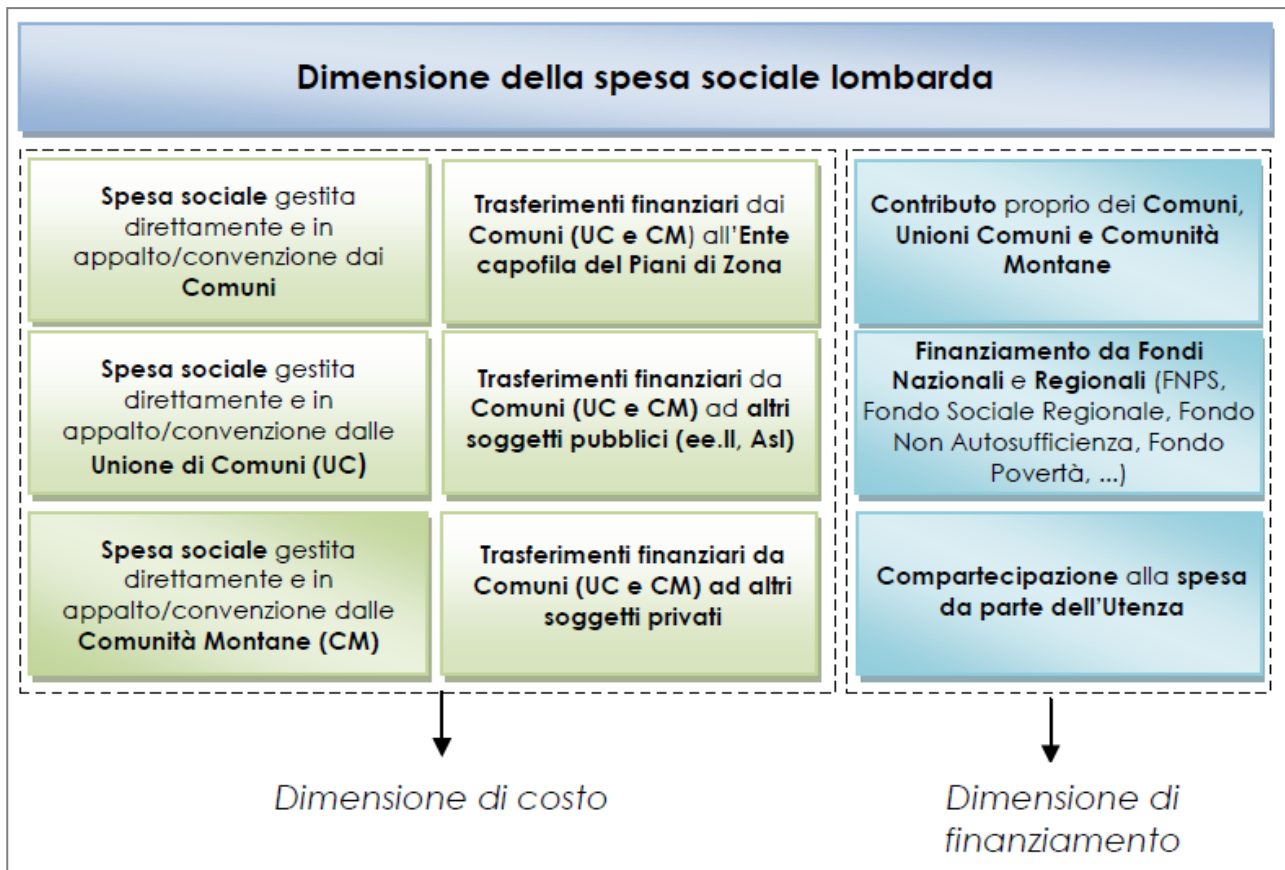 Dimensione della spesa sociale lombarda
Spesa sociale gestita
direttamente e in
appalto/convenzione dai
Comuni
Trasferimenti finanziari dai
Comuni (UC e CM) all'Ente
capofila del Piani di Zona
Contributo proprio dei Comuni,
Unioni Comuni e Comunità
Montane
Spesa sociale gestita
direttamente e in
appalto/convenzione dalle
Unione di Comuni (UC)
Trasferimenti finanziari da
Comuni (UC e CM) ad altri
soggetti pubblici (ee.ll, Asl)
Finanziamento da Fondi
Nazionali e Regionali (FNPS,
Fondo Sociale Regionale, Fondo
Non Autosufficienza, Fondo
Povertà, ...)
Spesa sociale gestita
direttamente e in
appalto/convenzione dalle
Comunità Montane (CM)
Trasferimenti finanziari da
Comuni (UC e CM) ad altri
soggetti privati
Compartecipazione alla spesa
da parte dell'Utenza
Dimensione di costo
Dimensione di
finanziamento